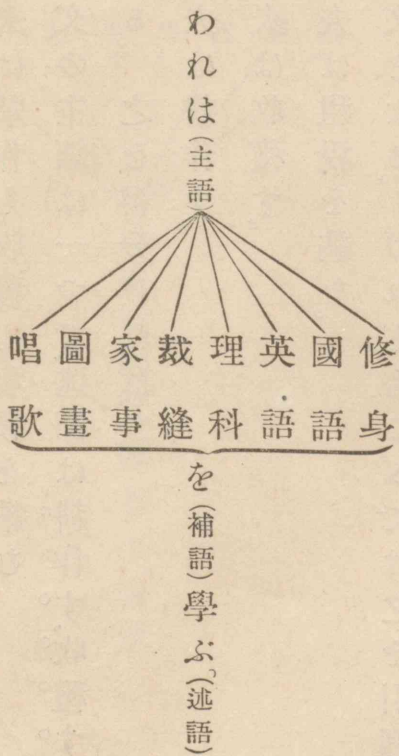 われは(主語)
修身
國語
英語
理科
裁縫
家事
圖畫
唱歌
を(補語)學ぶ。(述語)